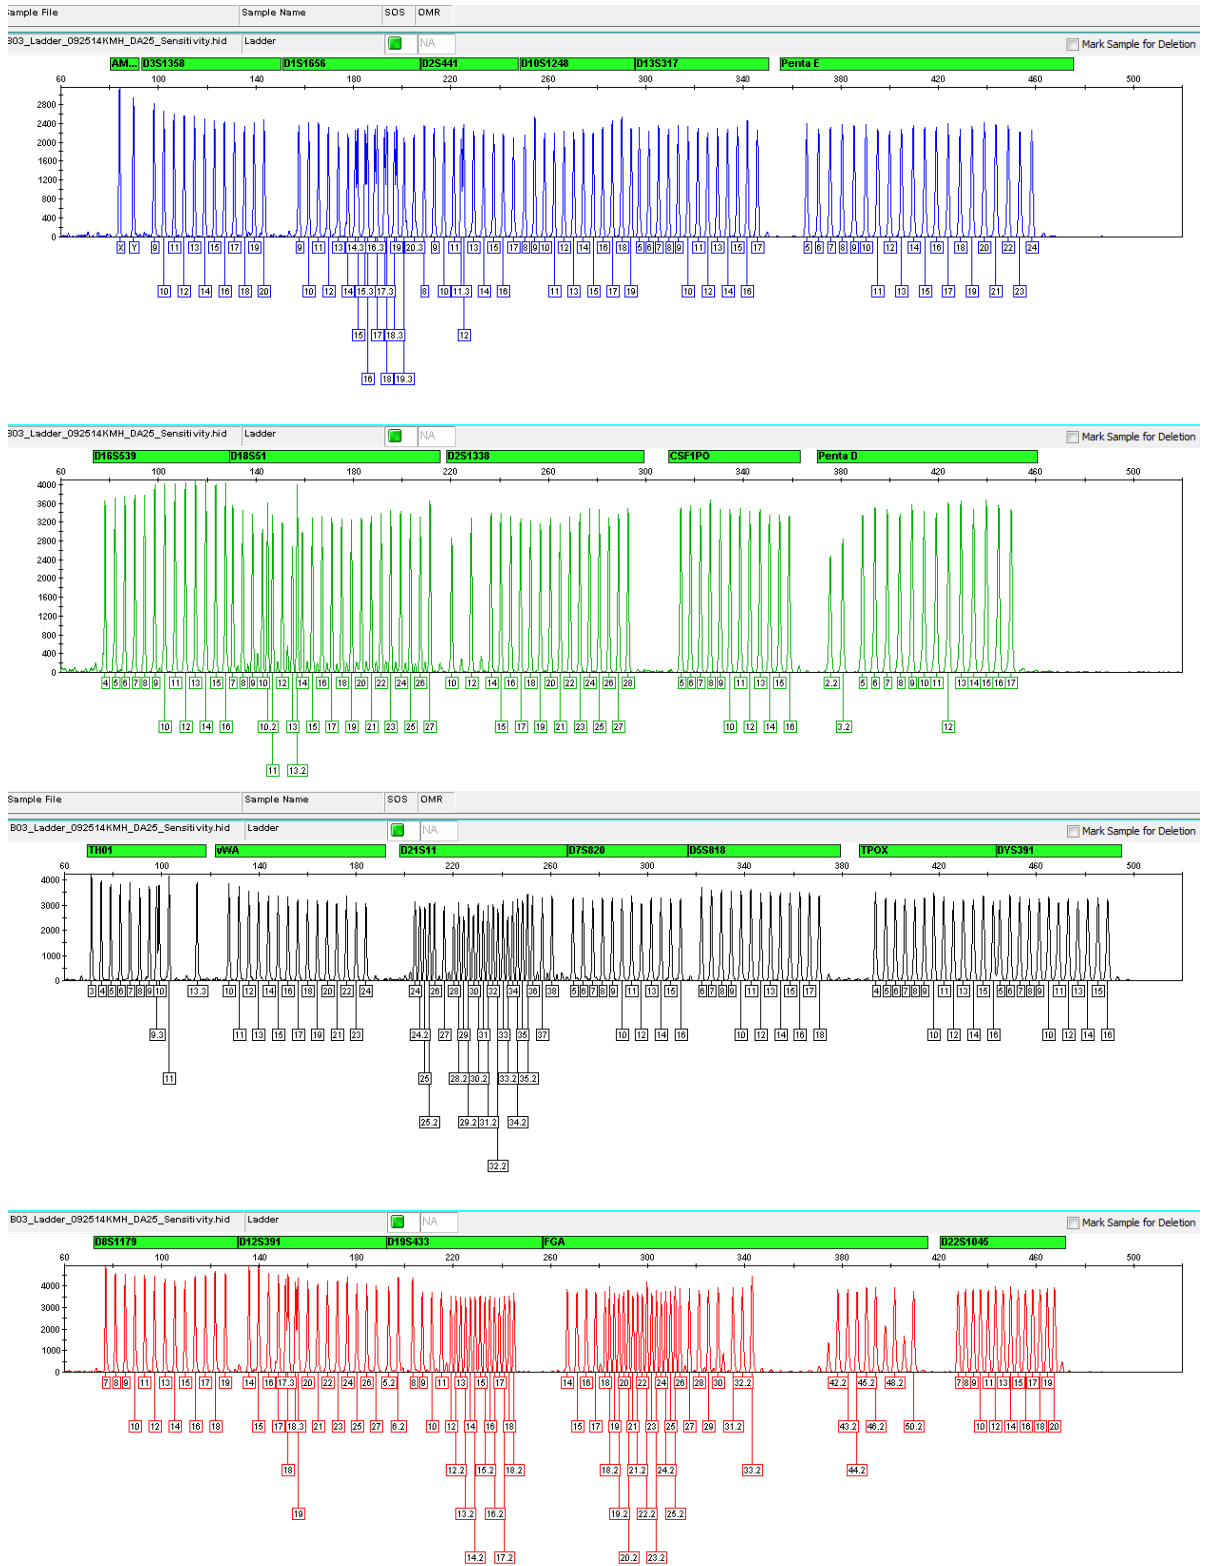 Sample File Sample Name SOS OMR
B03_Ladder_092514KMH_DA25_Sensitivity.hid Ladder NA Mark Sample for Deletion
AM... D3S1358 D1S1656 D2S441 D10S1248 D13S317 Penta E
60 100 140 180 220 260 300 340 380 420 460 500
2800
2400
2000
1600
1200
800
400
0
X Y 9 11 13 15 17 19 9 11 13 14.3 16.3 19 20.3 9 11 13 15 17 8 9 10 12 14 16 18 5 6 7 8 9 11 13 15 17 5 6 7 8 9 10 12 14 16 18 20 22 24
10 12 14 16 18 20 10 12 14 15.3 17.3 8 10 11.3 14 16 11 13 15 17 19 10 12 14 16 11 13 15 17 19 21 23
15 17 18.3 12
16 18 19.3
B03_Ladder_092514KMH_DA25_Sensitivity.hid Ladder NA Mark Sample for Deletion
D16S539 D18S51 D2S1338 CSF1PO Penta D
60 100 140 180 220 260 300 340 380 420 460 500
4000
3600
3200
2800
2400
2000
1600
1200
800
400
0
4 5 6 7 8 9 11 13 15 7 8 9 10 12 14 16 18 20 22 24 26 10 12 14 16 18 20 22 24 26 28 5 6 7 8 9 11 13 15 2.2 5 6 7 8 9 10 11 13 14 15 16 17
10 12 14 16 10.2 13 15 17 19 21 23 25 27 15 17 19 21 23 25 27 10 12 14 16 3.2 12
11 13.2
Sample File Sample Name SOS OMR
B03_Ladder_092514KMH_DA25_Sensitivity.hid Ladder NA Mark Sample for Deletion
TH01 vWA D21S11 D7S820 D5S818 TPOX DYS391
60 100 140 180 220 260 300 340 380 420 460 500
4000
3000
2000
1000
0
3 4 5 6 7 8 9 10 13.3 10 12 14 16 18 20 22 24 24 26 28 30 32 34 36 38 5 6 7 8 9 11 13 15 6 7 8 9 11 13 15 17 4 5 6 7 8 9 11 13 15 5 6 7 8 9 11 13 15
9.3 11 13 15 17 19 21 23 24.2 27 29 31 33 35 37 10 12 14 16 10 12 14 16 18 10 12 14 16 10 12 14 16
11 25 28.2 30.2 33.2 35.2
25.2 29.2 31.2 34.2
32.2
B03_Ladder_092514KMH_DA25_Sensitivity.hid Ladder NA Mark Sample for Deletion
D8S1179 D12S391 D19S433 FGA D22S1045
60 100 140 180 220 260 300 340 380 420 460 500
4000
3000
2000
1000
0
7 8 9 11 13 15 17 19 14 16 17.3 20 22 24 26 5.2 8 9 11 13 15 17 14 16 18 20 22 24 26 28 30 32.2 42.2 45.2 48.2 7 8 9 11 13 15 17 19
10 12 14 16 18 15 17 18.3 21 23 25 27 6.2 10 12 14 16 18 15 17 19 21 23 25 27 29 31.2 43.2 46.2 50.2 10 12 14 16 18 20
18 12.2 15.2 18.2 18.2 21.2 24.2 33.2 44.2
19 13.2 16.2 19.2 22.2 25.2
14.2 17.2 20.2 23.2